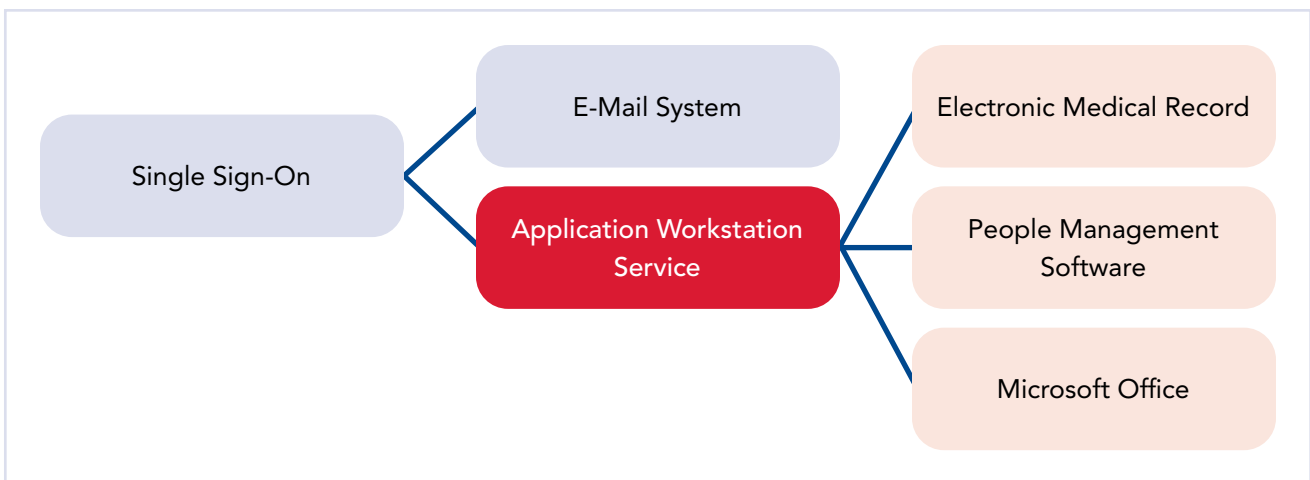 Single Sign-On
E-Mail System
Application Workstation
Service
Electronic Medical Record
People Management
Software
Microsoft Office